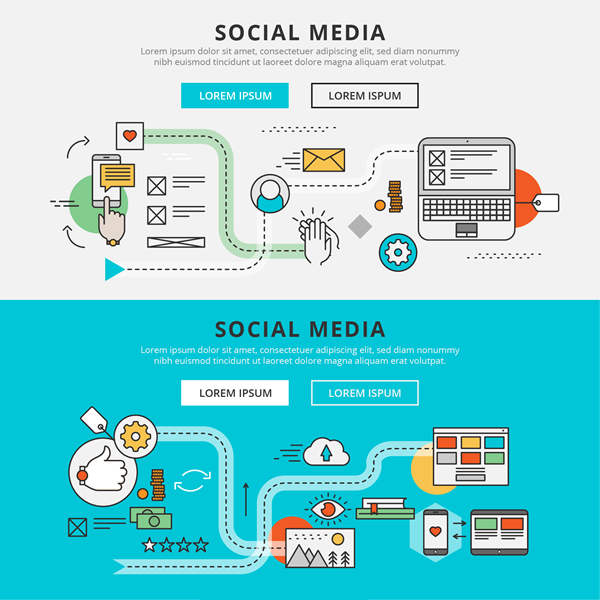 SOCIAL MEDIA
Lorem ipsum dolor sit amet, consectetuer adipiscing elit, sed diam nonummy
nibh euismod tincidunt ut laoreet dolore magna aliquam erat volutpat.
LOREM IPSUM
LOREM ISPUM
SOCIAL MEDIA
Lorem ipsum dolor sit amet, consectetuer adipiscing elit, sed diam nonummy
nibh euismod tincidunt ut laoreet dolore magna aliquam erat volutpat.
LOREM IPSUM
LOREM IPSUM